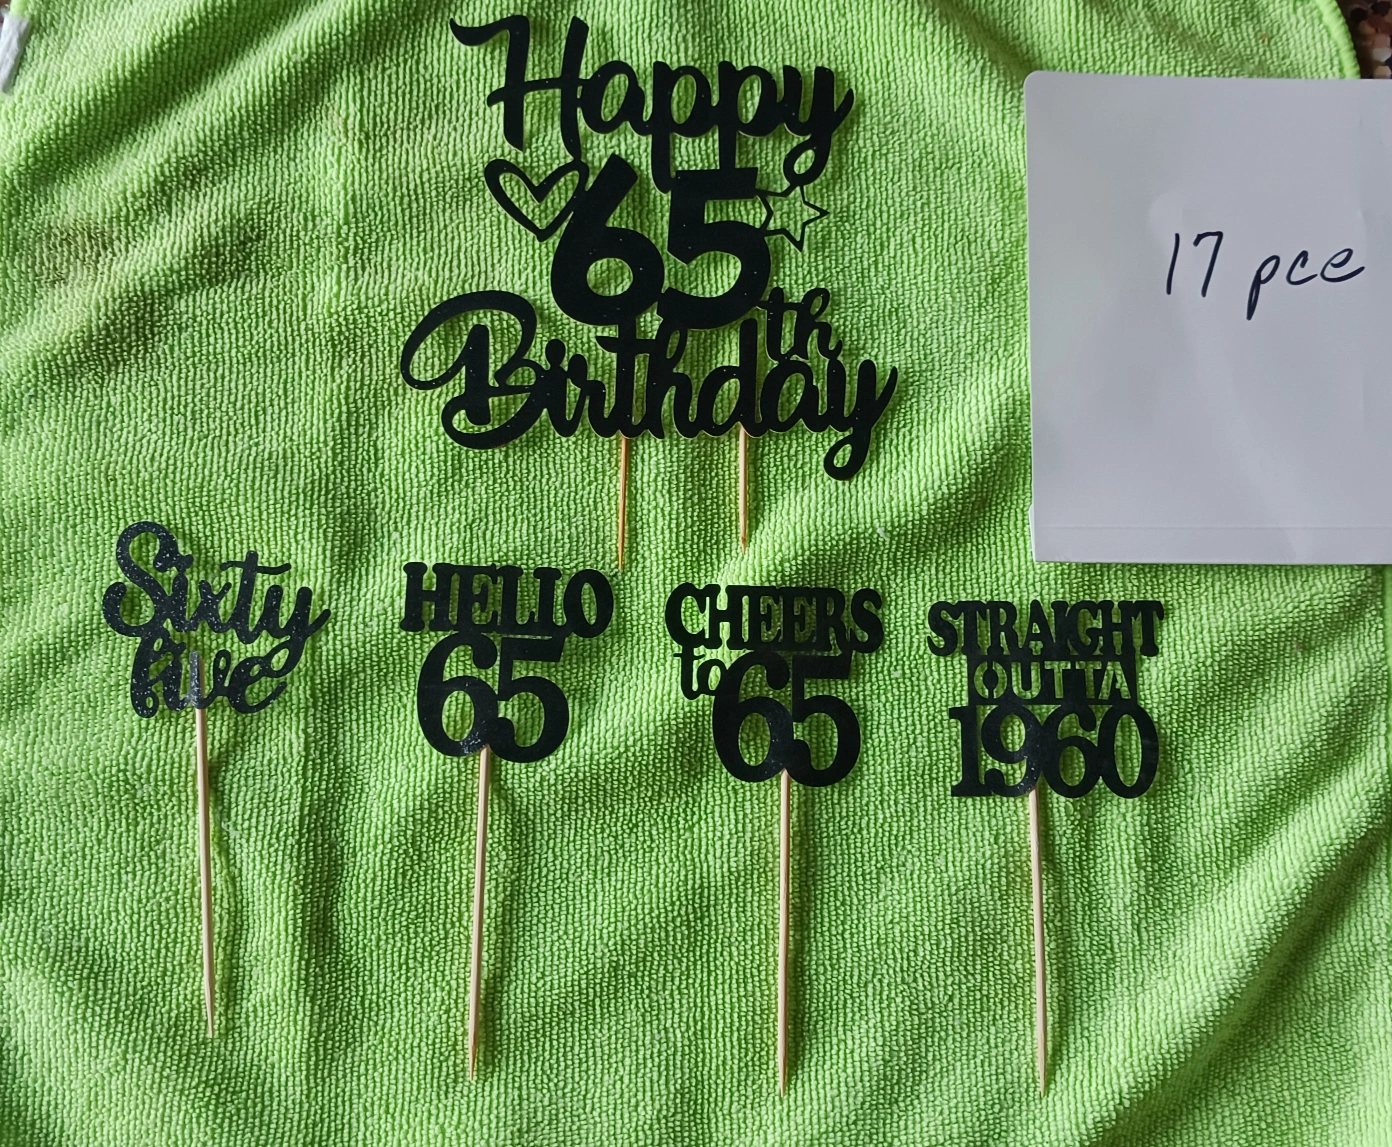 Happy
65th
Birthday
17 pce
Sixty
five
HELLO
65
CHEERS
to 65
STRAIGHT
OUTTA
1960